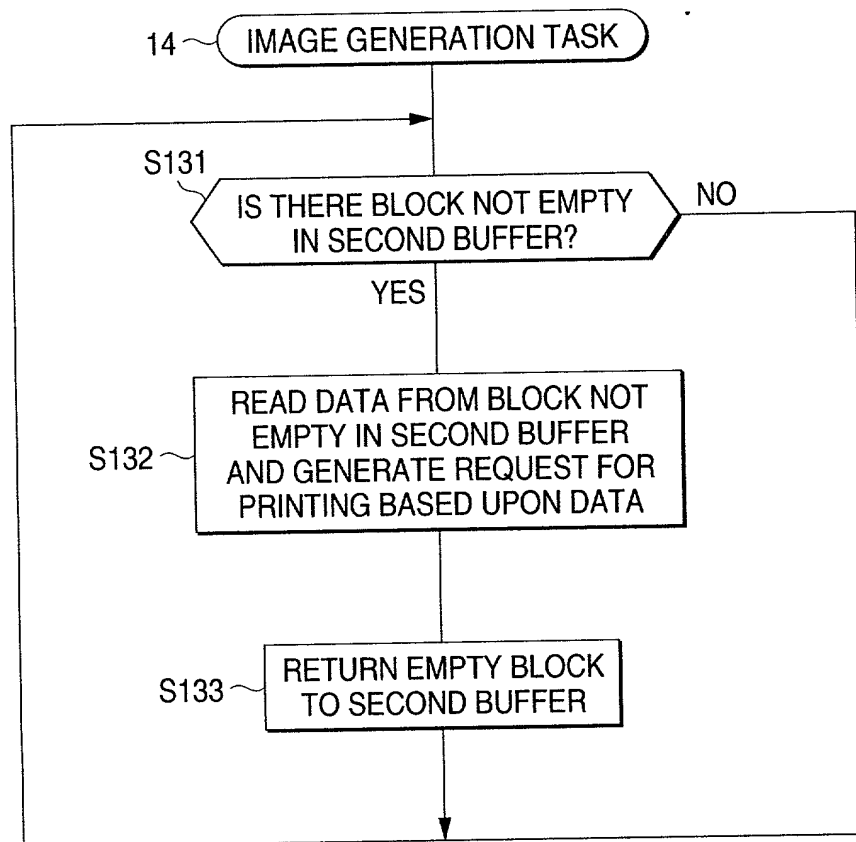 14
IMAGE GENERATION TASK
S131
IS THERE BLOCK NOT EMPTY
IN SECOND BUFFER?
NO
YES
S132
READ DATA FROM BLOCK NOT
EMPTY IN SECOND BUFFER
AND GENERATE REQUEST FOR
PRINTING BASED UPON DATA
S133
RETURN EMPTY BLOCK
TO SECOND BUFFER